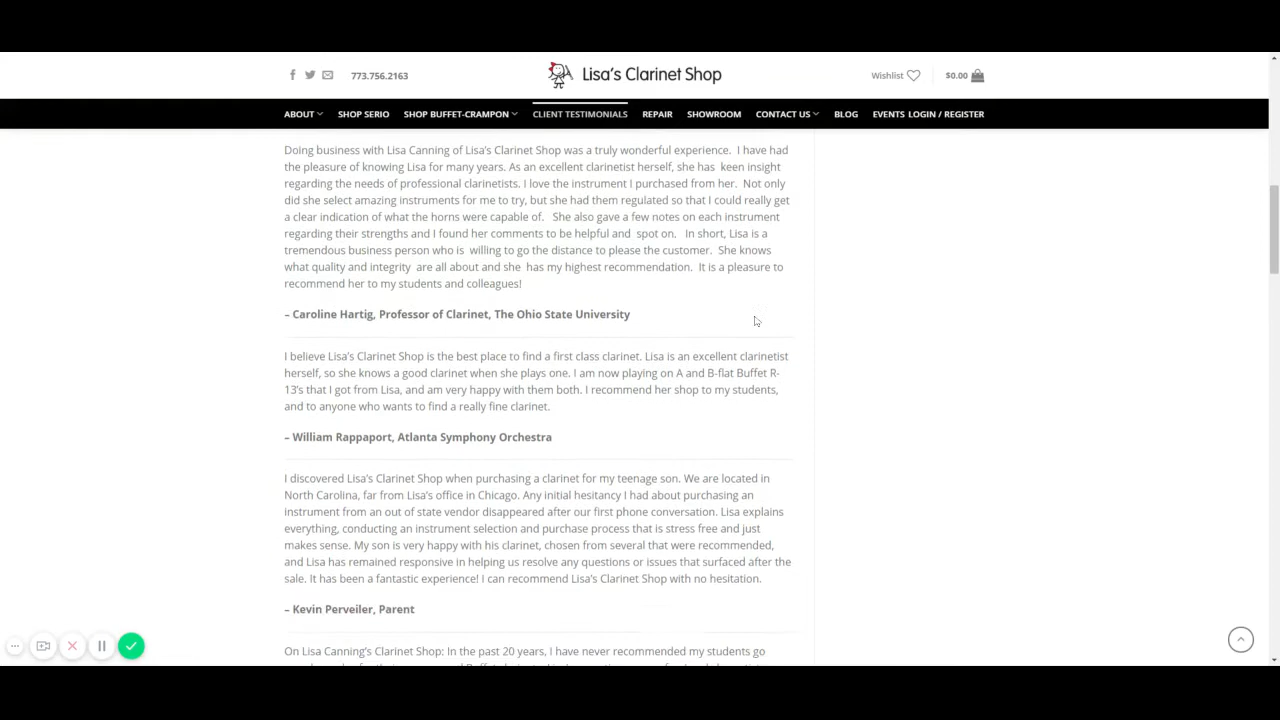 773.756.2163
Lisa's Clarinet Shop
Wishlist
$0.00
ABOUT SHOP SERIO SHOP BUFFET-CRAMPON CLIENT TESTIMONIALS REPAIR SHOWROOM CONTACT US BLOG EVENTS LOGIN / REGISTER
Doing business with Lisa Canning of Lisa's Clarinet Shop was a truly wonderful experience.  I have had
the pleasure of knowing Lisa for many years. As an excellent clarinetist herself, she has  keen insight
regarding the needs of professional clarinetists. I love the instrument I purchased from her.  Not only
did she select amazing instruments for me to try, but she had them regulated so that I could really get
a clear indication of what the horns were capable of.   She also gave a few notes on each instrument
regarding their strengths and I found her comments to be helpful and  spot on.   In short, Lisa is a
tremendous business person who is  willing to go the distance to please the customer.  She knows
what quality and integrity  are all about and she  has my highest recommendation.  It is a pleasure to
recommend her to my students and colleagues!
– Caroline Hartig, Professor of Clarinet, The Ohio State University
I believe Lisa's Clarinet Shop is the best place to find a first class clarinet. Lisa is an excellent clarinetist
herself, so she knows a good clarinet when she plays one. I am now playing on A and B-flat Buffet R-
13's that I got from Lisa, and am very happy with them both. I recommend her shop to my students,
and to anyone who wants to find a really fine clarinet.
– William Rappaport, Atlanta Symphony Orchestra
I discovered Lisa's Clarinet Shop when purchasing a clarinet for my teenage son. We are located in
North Carolina, far from Lisa's office in Chicago. Any initial hesitancy I had about purchasing an
instrument from an out of state vendor disappeared after our first phone conversation. Lisa explains
everything, conducting an instrument selection and purchase process that is stress free and just
makes sense. My son is very happy with his clarinet, chosen from several that were recommended,
and Lisa has remained responsive in helping us resolve any questions or issues that surfaced after the
sale. It has been a fantastic experience! I can recommend Lisa's Clarinet Shop with no hesitation.
– Kevin Perveiler, Parent
On Lisa Canning's Clarinet Shop: In the past 20 years, I have never recommended my students go